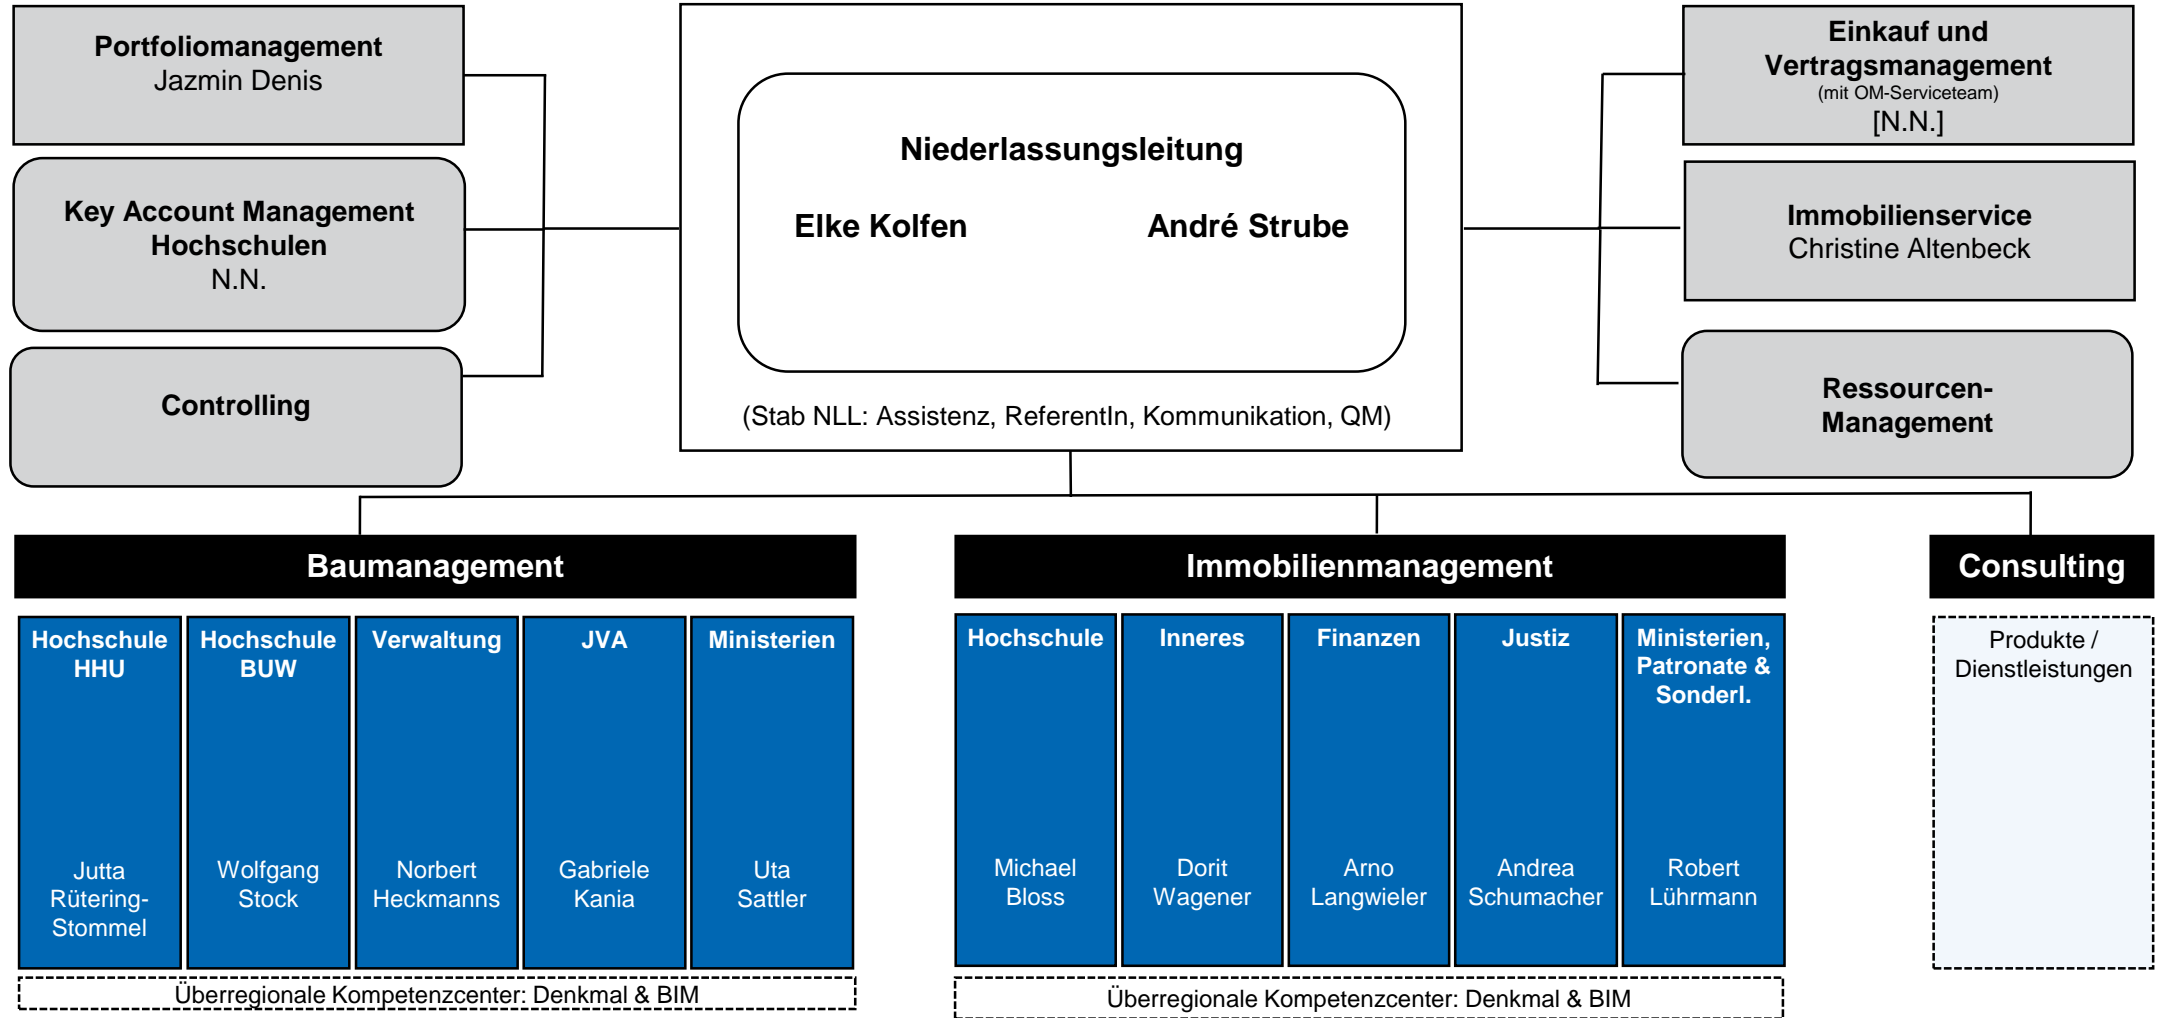 Portfoliomanagement
Jazmin Denis
Key Account Management
Hochschulen
N.N.
Controlling
Niederlassungsleitung
Elke Kolfen
André Strube
(Stab NLL: Assistenz, ReferentIn, Kommunikation, QM)
Einkauf und
Vertragsmanagement
(mit OM-Serviceteam)
[N.N.]
Immobilienservice
Christine Altenbeck
Ressourcen-
Management
Baumanagement
Hochschule
HHU
Jutta
Rütering-
Stommel
Hochschule
BUW
Wolfgang
Stock
Verwaltung
Norbert
Heckmanns
JVA
Gabriele
Kania
Ministerien
Uta
Sattler
Überregionale Kompetenzcenter: Denkmal & BIM
Immobilienmanagement
Hochschule
Michael
Bloss
Inneres
Dorit
Wagener
Finanzen
Arno
Langwieler
Justiz
Andrea
Schumacher
Ministerien,
Patronate &
Sonderl.
Robert
Lührmann
Überregionale Kompetenzcenter: Denkmal & BIM
Consulting
Produkte /
Dienstleistungen